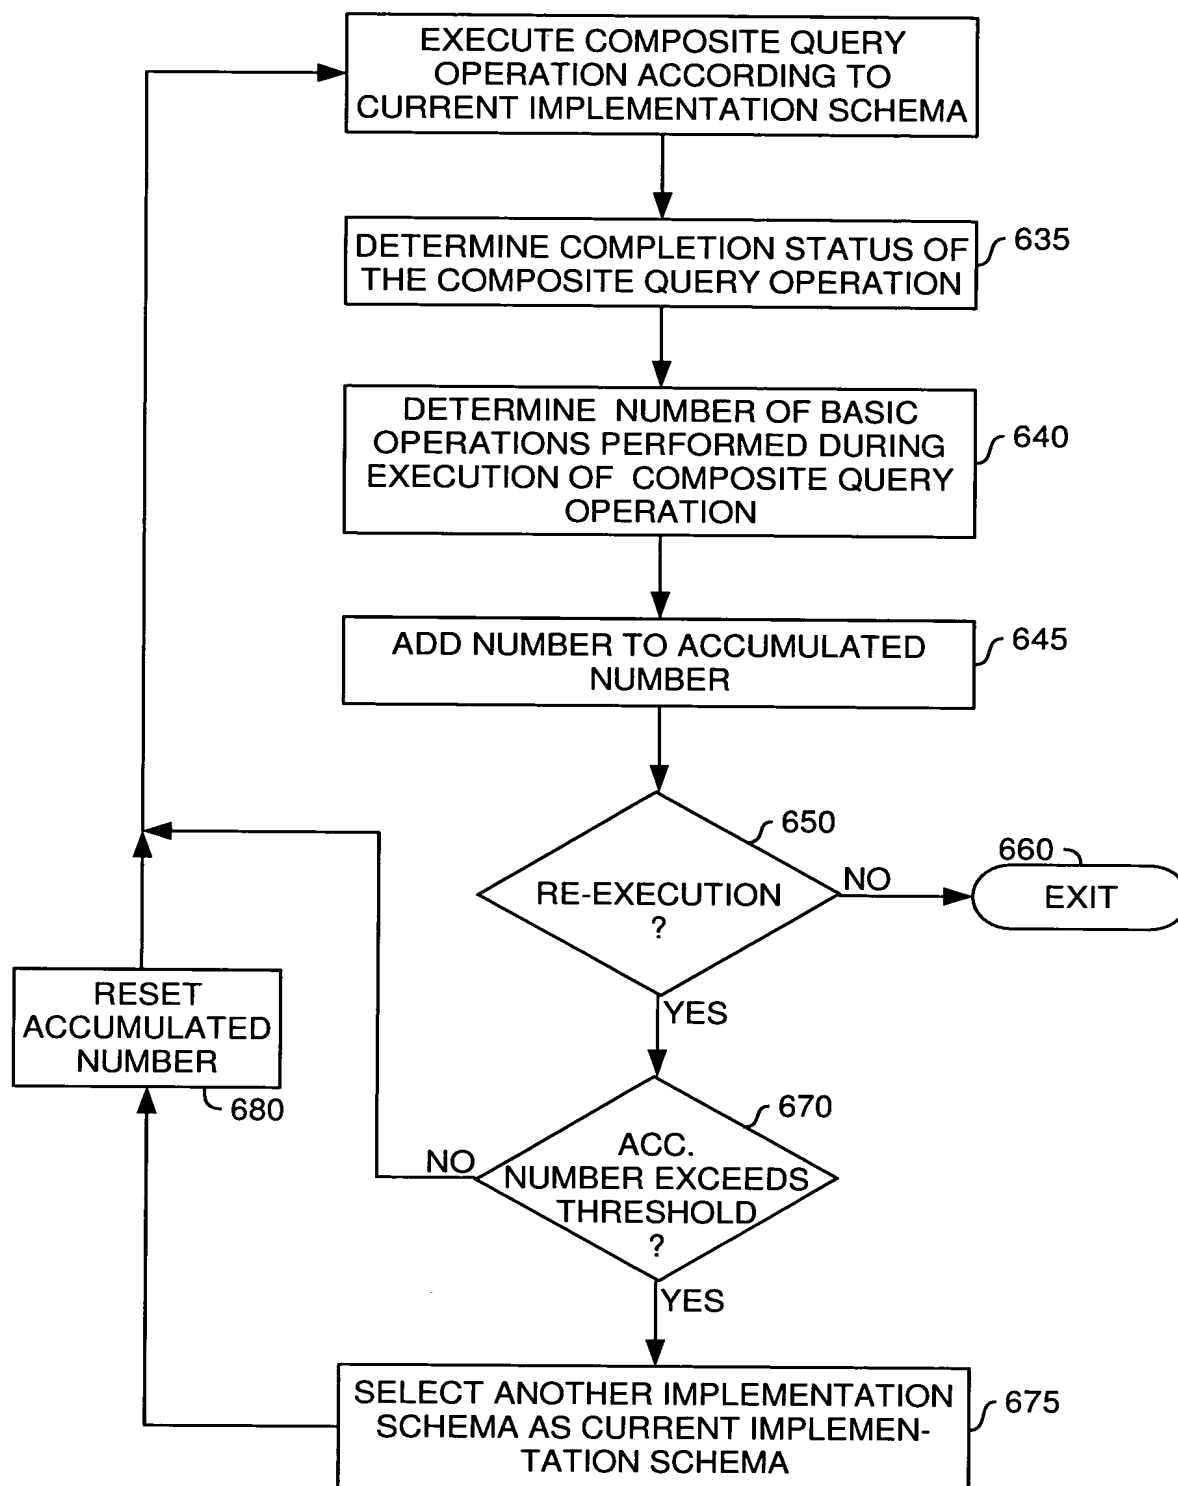 EXECUTE COMPOSITE QUERY
OPERATION ACCORDING TO
CURRENT IMPLEMENTATION SCHEMA
DETERMINE COMPLETION STATUS OF
THE COMPOSITE QUERY OPERATION
635
DETERMINE NUMBER OF BASIC
OPERATIONS PERFORMED DURING
EXECUTION OF COMPOSITE QUERY
OPERATION
640
ADD NUMBER TO ACCUMULATED
NUMBER
645
650
RE-EXECUTION
?
NO
660
EXIT
YES
RESET
ACCUMULATED
NUMBER
680
670
ACC.
NUMBER EXCEEDS
THRESHOLD
?
NO
YES
SELECT ANOTHER IMPLEMENTATION
SCHEMA AS CURRENT IMPLEMEN-
TATION SCHEMA
675